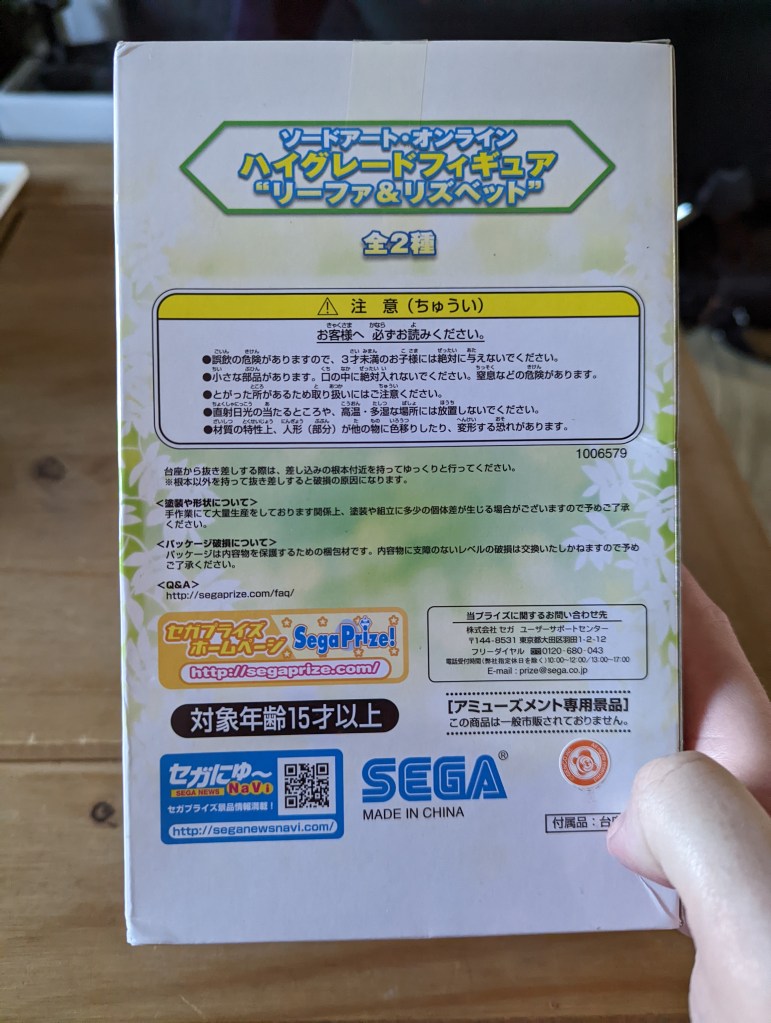 ソードアート・オンライン
ハイグレードフィギュア
“リーファ&リズベット”
全2種
⚠ 注 意（ちゅうい）
お客様へ 必ずお読みください。
●誤飲の危険がありますので、3才未満のお子様には絶対に与えないでください。
●小さな部品があります。口の中に絶対入れないでください。窒息などの危険があります。
●とがった所があるため取り扱いにはご注意ください。
●直射日光の当たるところや、高温・多湿な場所には放置しないでください。
●材質の特性上、人形（部分）が他の物に色移りしたり、変形する恐れがあります。
1006579
台座から抜き差しする際は、差し込みの根本付近を持ってゆっくりと行ってください。
※根本以外を持って抜き差しすると破損の原因になります。
<塗装や形状について>
手作業にて大量生産をしております関係上、塗装や組立に多少の個体差が生じる場合がございますので予めご了承
ください。
<パッケージ破損について>
パッケージは内容物を保護するための梱包材です。内容物に支障のないレベルの破損は交換いたしかねますので予め
ご了承ください。
<Q&A>
http://segaprize.com/faq/
セガプライズ
ホームページ
SegaPrize!
http://segaprize.com/
当プライズに関するお問い合わせ先
株式会社 セガ ユーザーサポートセンター
〒144-8531 東京都大田区羽田1-2-12
フリーダイヤル 0120-680-043
電話受付時間（弊社指定休日を除く）10:00~12:00/13:00~17:00
E-mail : prize@sega.co.jp
対象年齢15才以上
[アミューズメント専用景品]
この商品は一般市販されておりません。
セガにゅ〜
SEGA NEWS NaVi
セガプライズ景品情報満載！
http://seganewsnavi.com/
SEGA®
MADE IN CHINA
付属品：台